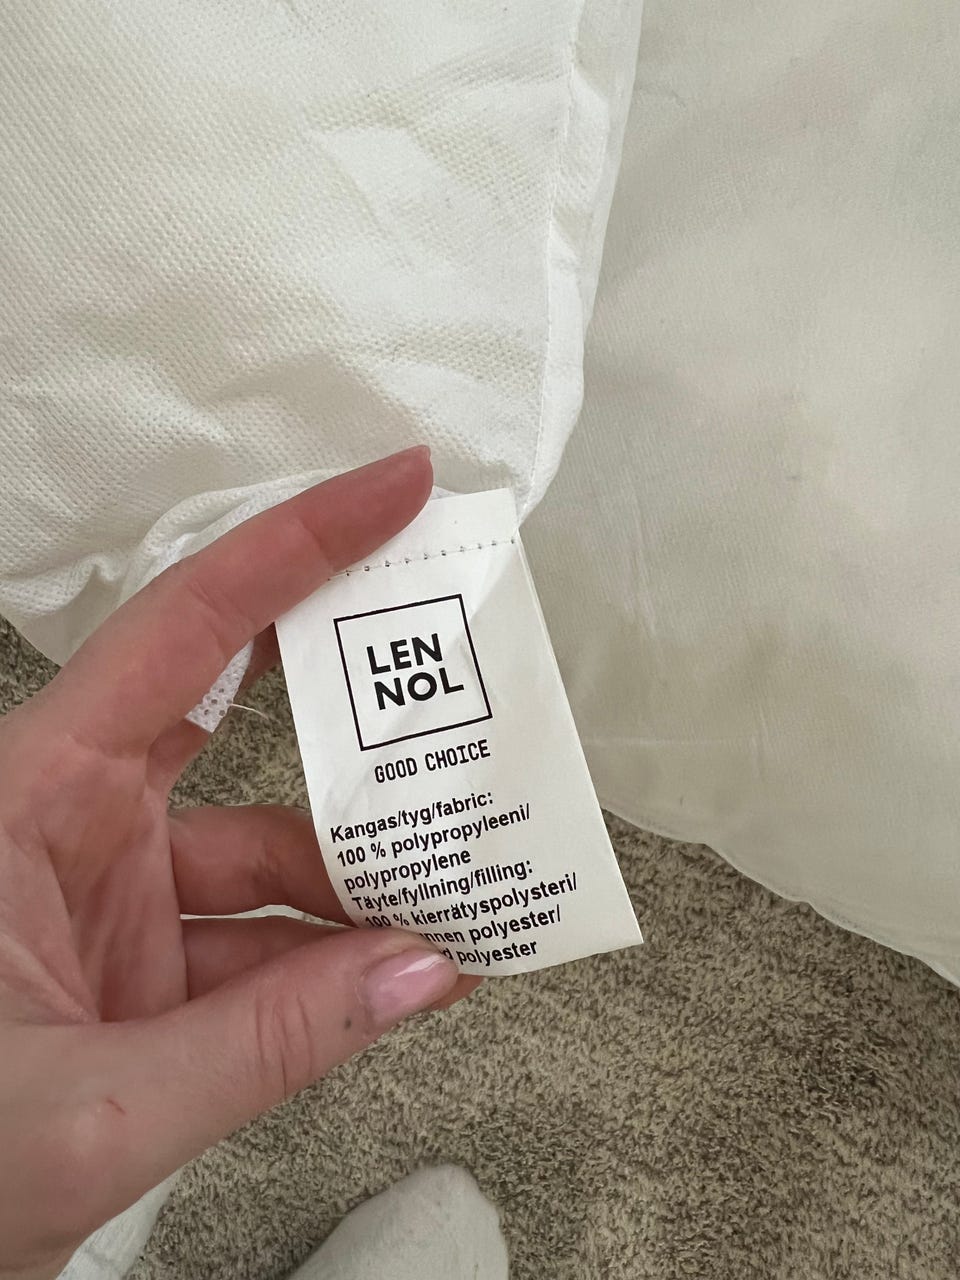 LEN
NOL
GOOD CHOICE
Kangas/tyg/fabric:
100 % polypropyleeni/
polypropylene
Täyte/fyllning/filling:
100 % kierrätyspolysteri/
polyester/
polyester